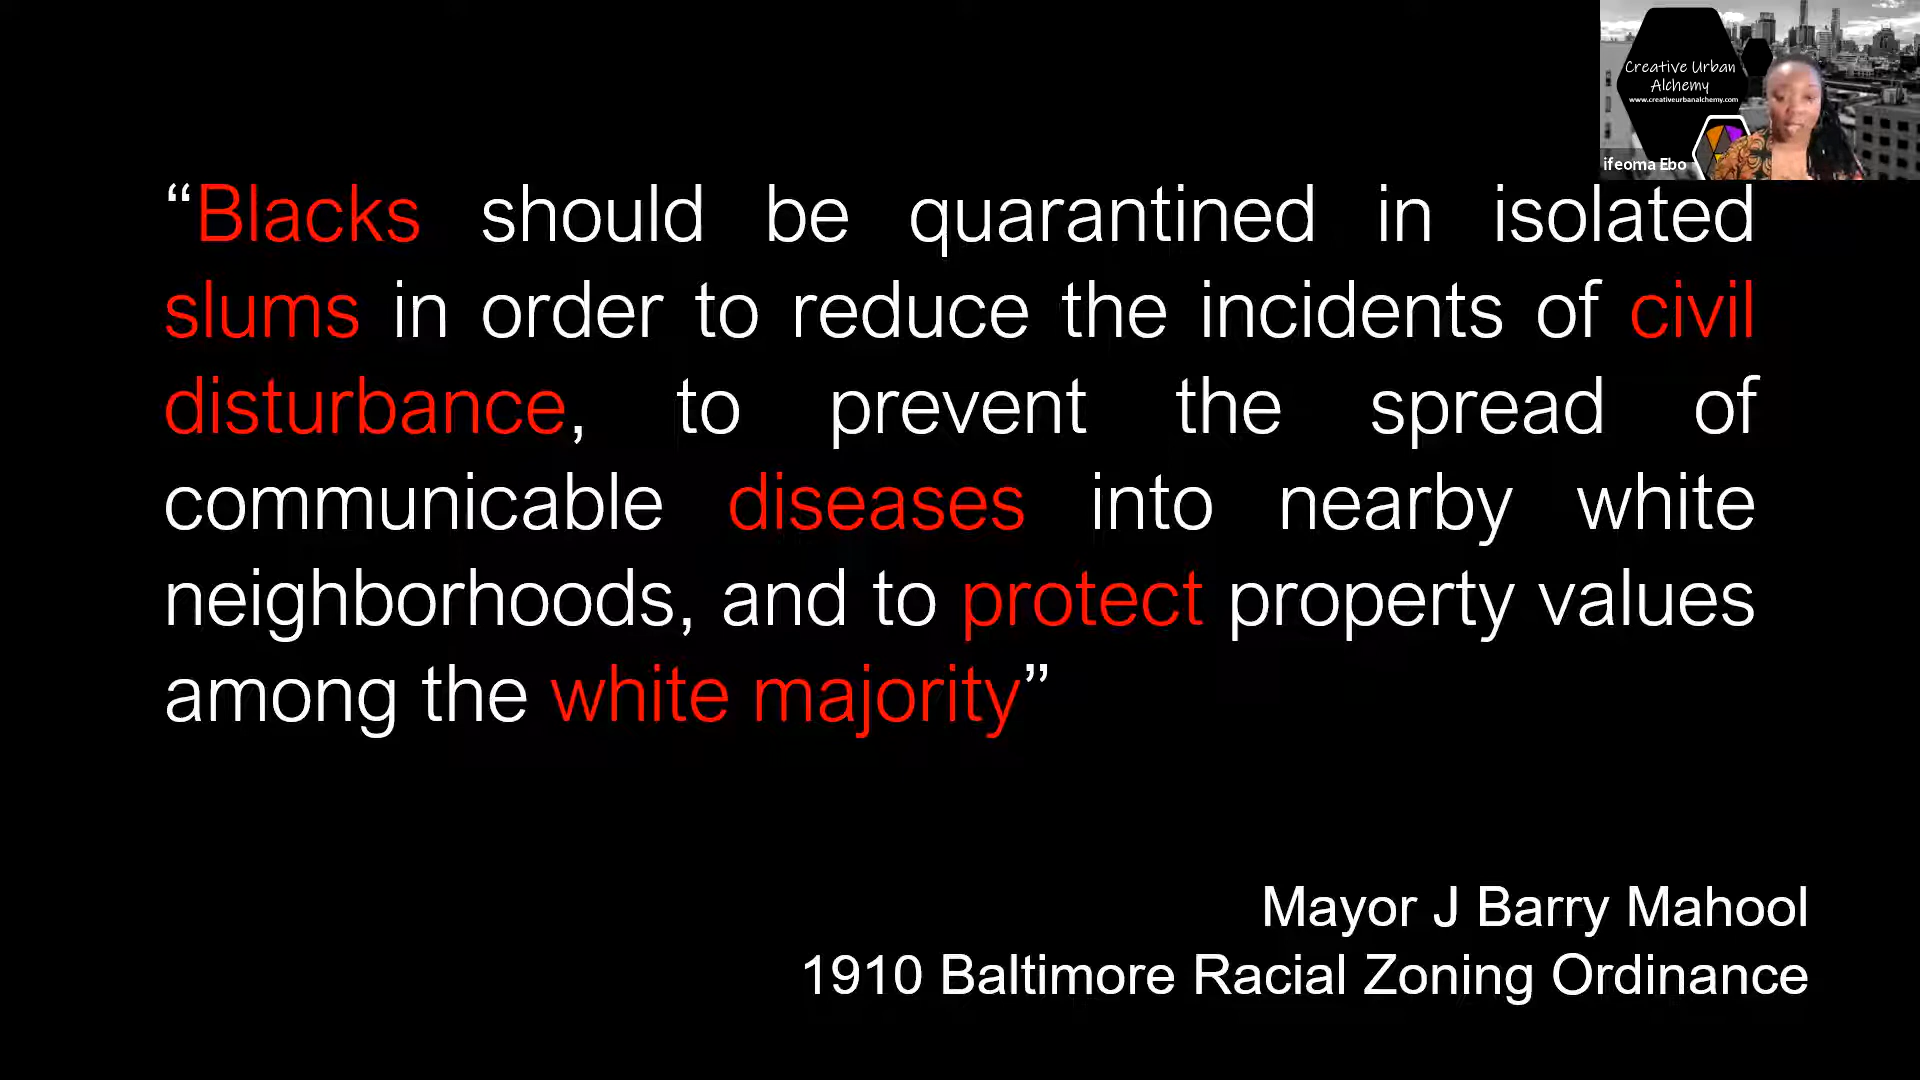 Creative Urban
Alchemy
www.creativeurbanalchemy.com
ifeoma Ebo
“Blacks should be quarantined in isolated
slums in order to reduce the incidents of civil
disturbance, to prevent the spread of
communicable diseases into nearby white
neighborhoods, and to protect property values
among the white majority”
Mayor J Barry Mahool
1910 Baltimore Racial Zoning Ordinance